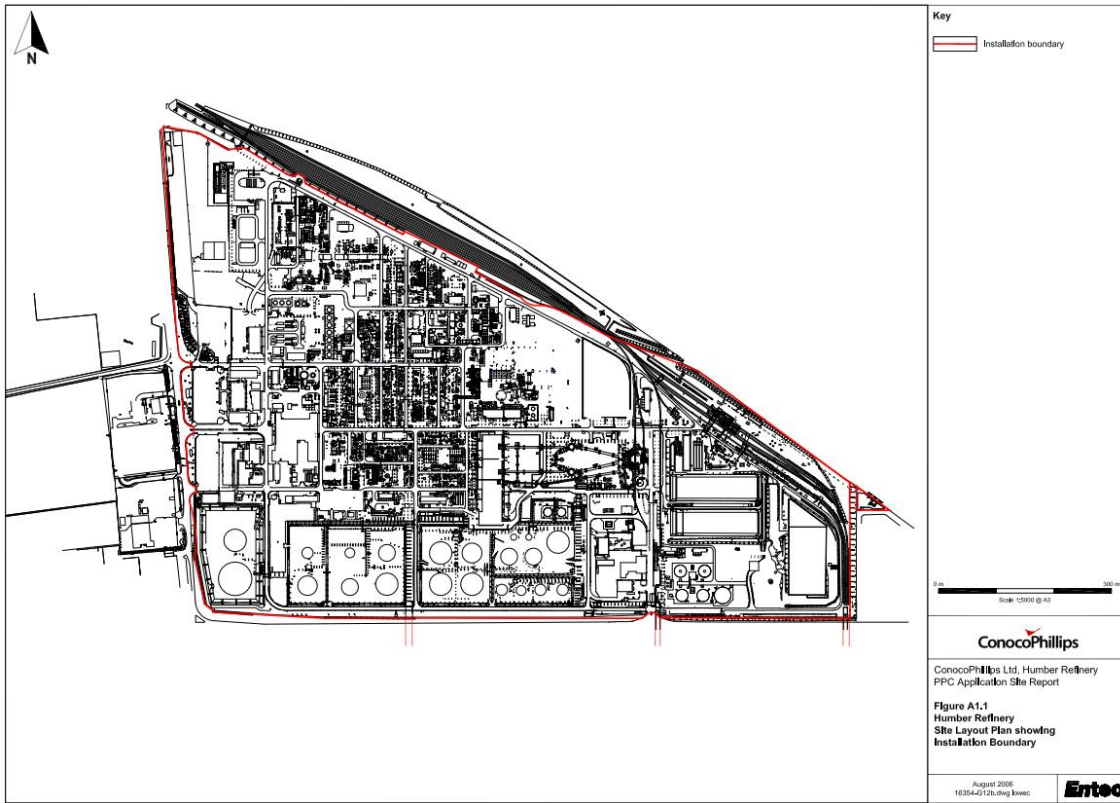 N
Key
Installation boundary
0 m
300 m
Scale 1:5000 @ A3
ConocoPhillips
ConocoPhillips Ltd, Humber Refinery
PPC Application Site Report
Figure A1.1
Humber Refinery
Site Layout Plan showing
Installation Boundary
August 2006
16354-G12b.dwg lowec
Entec